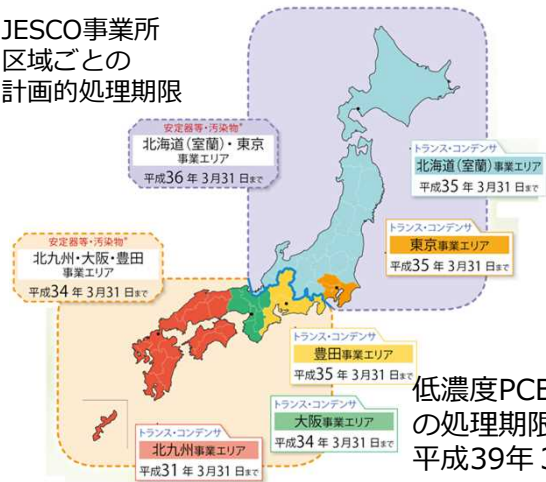 JESCO事業所
区域ごとの
計画的処理期限
安定器等・汚染物*
北海道(室蘭)・東京
事業エリア
平成36年 3月31日まで
トランス・コンデンサ
北海道(室蘭)事業エリア
平成35年 3月31日まで
トランス・コンデンサ
東京事業エリア
平成35年 3月31日まで
安定器等・汚染物*
北九州・大阪・豊田
事業エリア
平成34年 3月31日まで
トランス・コンデンサ
豊田事業エリア
平成35年 3月31日まで
トランス・コンデンサ
大阪事業エリア
平成34年 3月31日まで
トランス・コンデンサ
北九州事業エリア
平成31年 3月31日まで
低濃度PCB
の処理期限
平成39年3